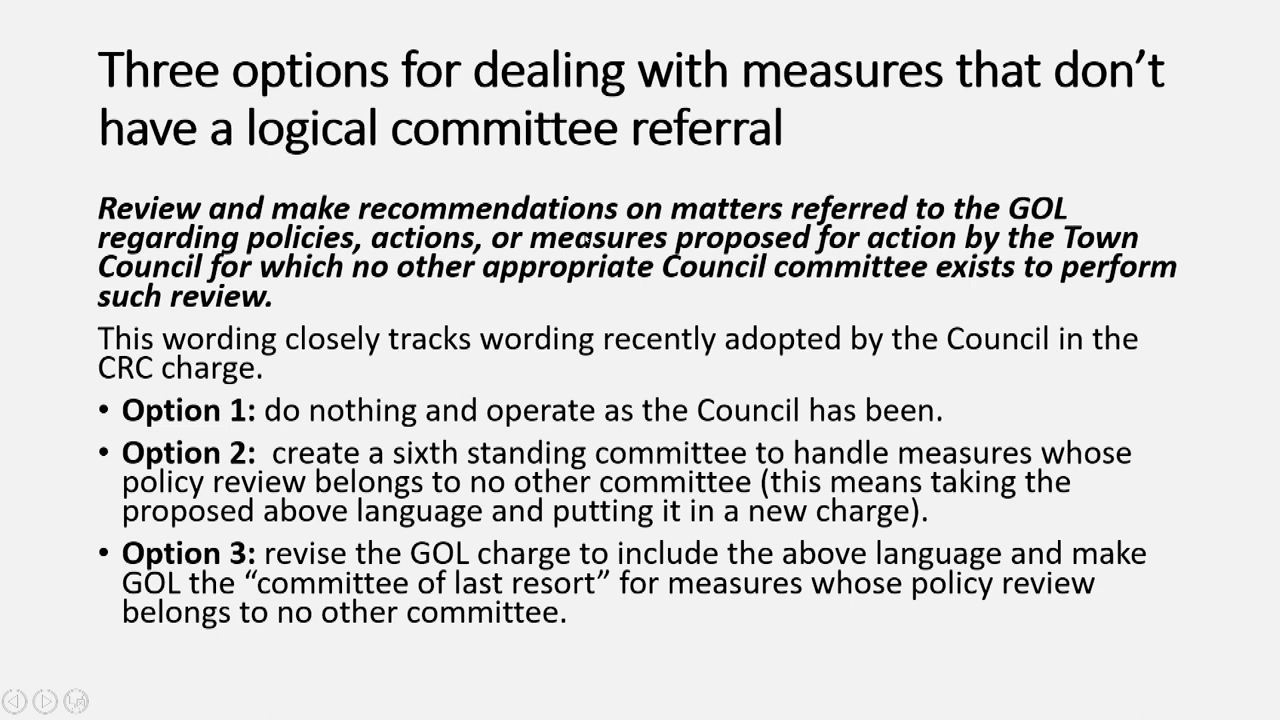 Three options for dealing with measures that don’t
have a logical committee referral
Review and make recommendations on matters referred to the GOL
regarding policies, actions, or measures proposed for action by the Town
Council for which no other appropriate Council committee exists to perform
such review.
This wording closely tracks wording recently adopted by the Council in the
CRC charge.
• Option 1: do nothing and operate as the Council has been.
• Option 2:  create a sixth standing committee to handle measures whose
policy review belongs to no other committee (this means taking the
proposed above language and putting it in a new charge).
• Option 3: revise the GOL charge to include the above language and make
GOL the “committee of last resort” for measures whose policy review
belongs to no other committee.